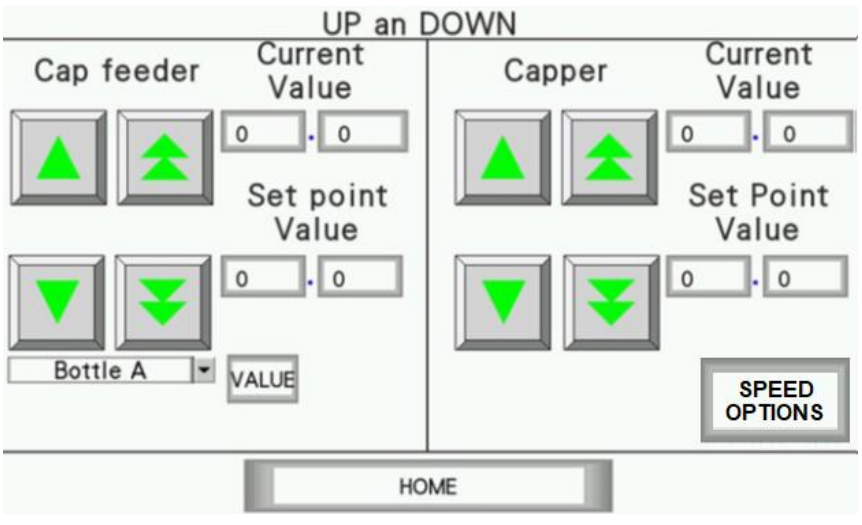 UP an DOWN
Cap feeder
Current
Value
0 . 0
Set point
Value
0 . 0
Bottle A
VALUE
Capper
Current
Value
0 . 0
Set Point
Value
0 . 0
SPEED
OPTIONS
HOME